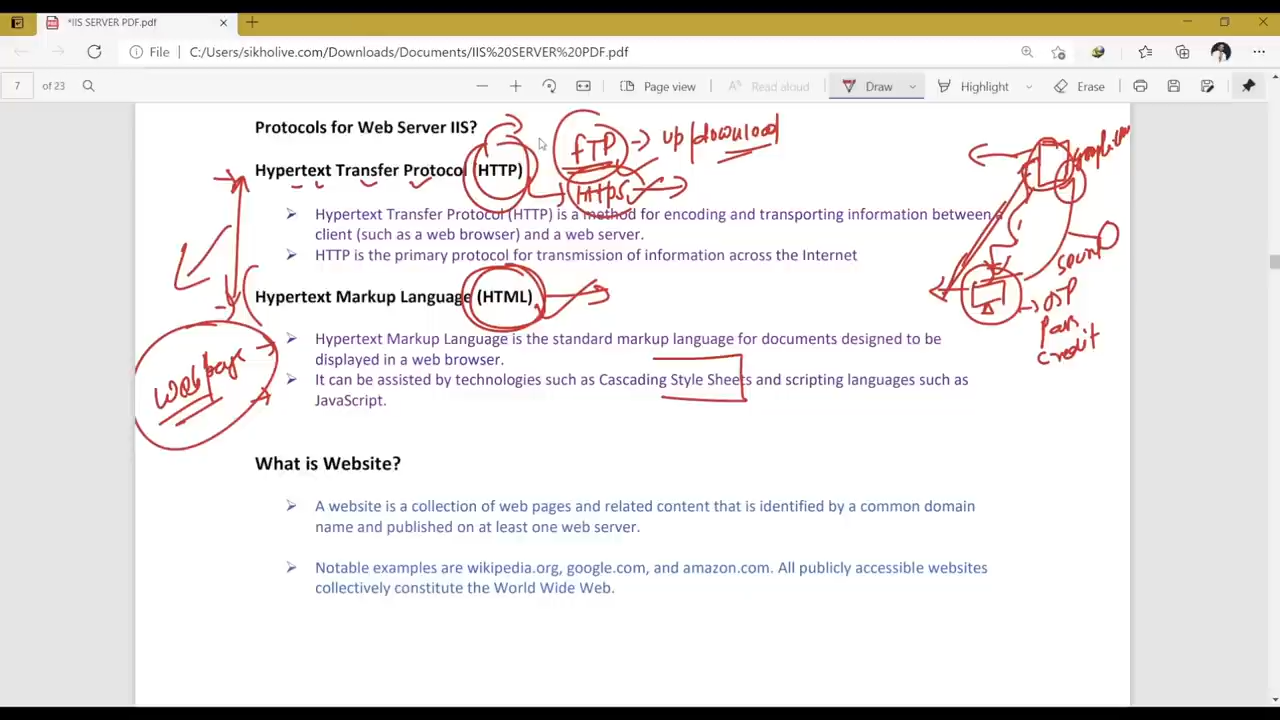 *IIS SERVER PDF.pdf
File C:/Users/sikholive.com/Downloads/Documents/IIS%20SERVER%20PDF.pdf
7 of 23 Page view Read aloud Draw Highlight Erase
Protocols for Web Server IIS?
FTP up/download
Hypertext Transfer Protocol (HTTP)
HTTPS
Hypertext Transfer Protocol (HTTP) is a method for encoding and transporting information between a
client (such as a web browser) and a web server.
HTTP is the primary protocol for transmission of information across the Internet
Hypertext Markup Language (HTML)
OTP
credit
Hypertext Markup Language is the standard markup language for documents designed to be
displayed in a web browser.
web page
It can be assisted by technologies such as Cascading Style Sheets and scripting languages such as
JavaScript.
What is Website?
A website is a collection of web pages and related content that is identified by a common domain
name and published on at least one web server.
Notable examples are wikipedia.org, google.com, and amazon.com. All publicly accessible websites
collectively constitute the World Wide Web.